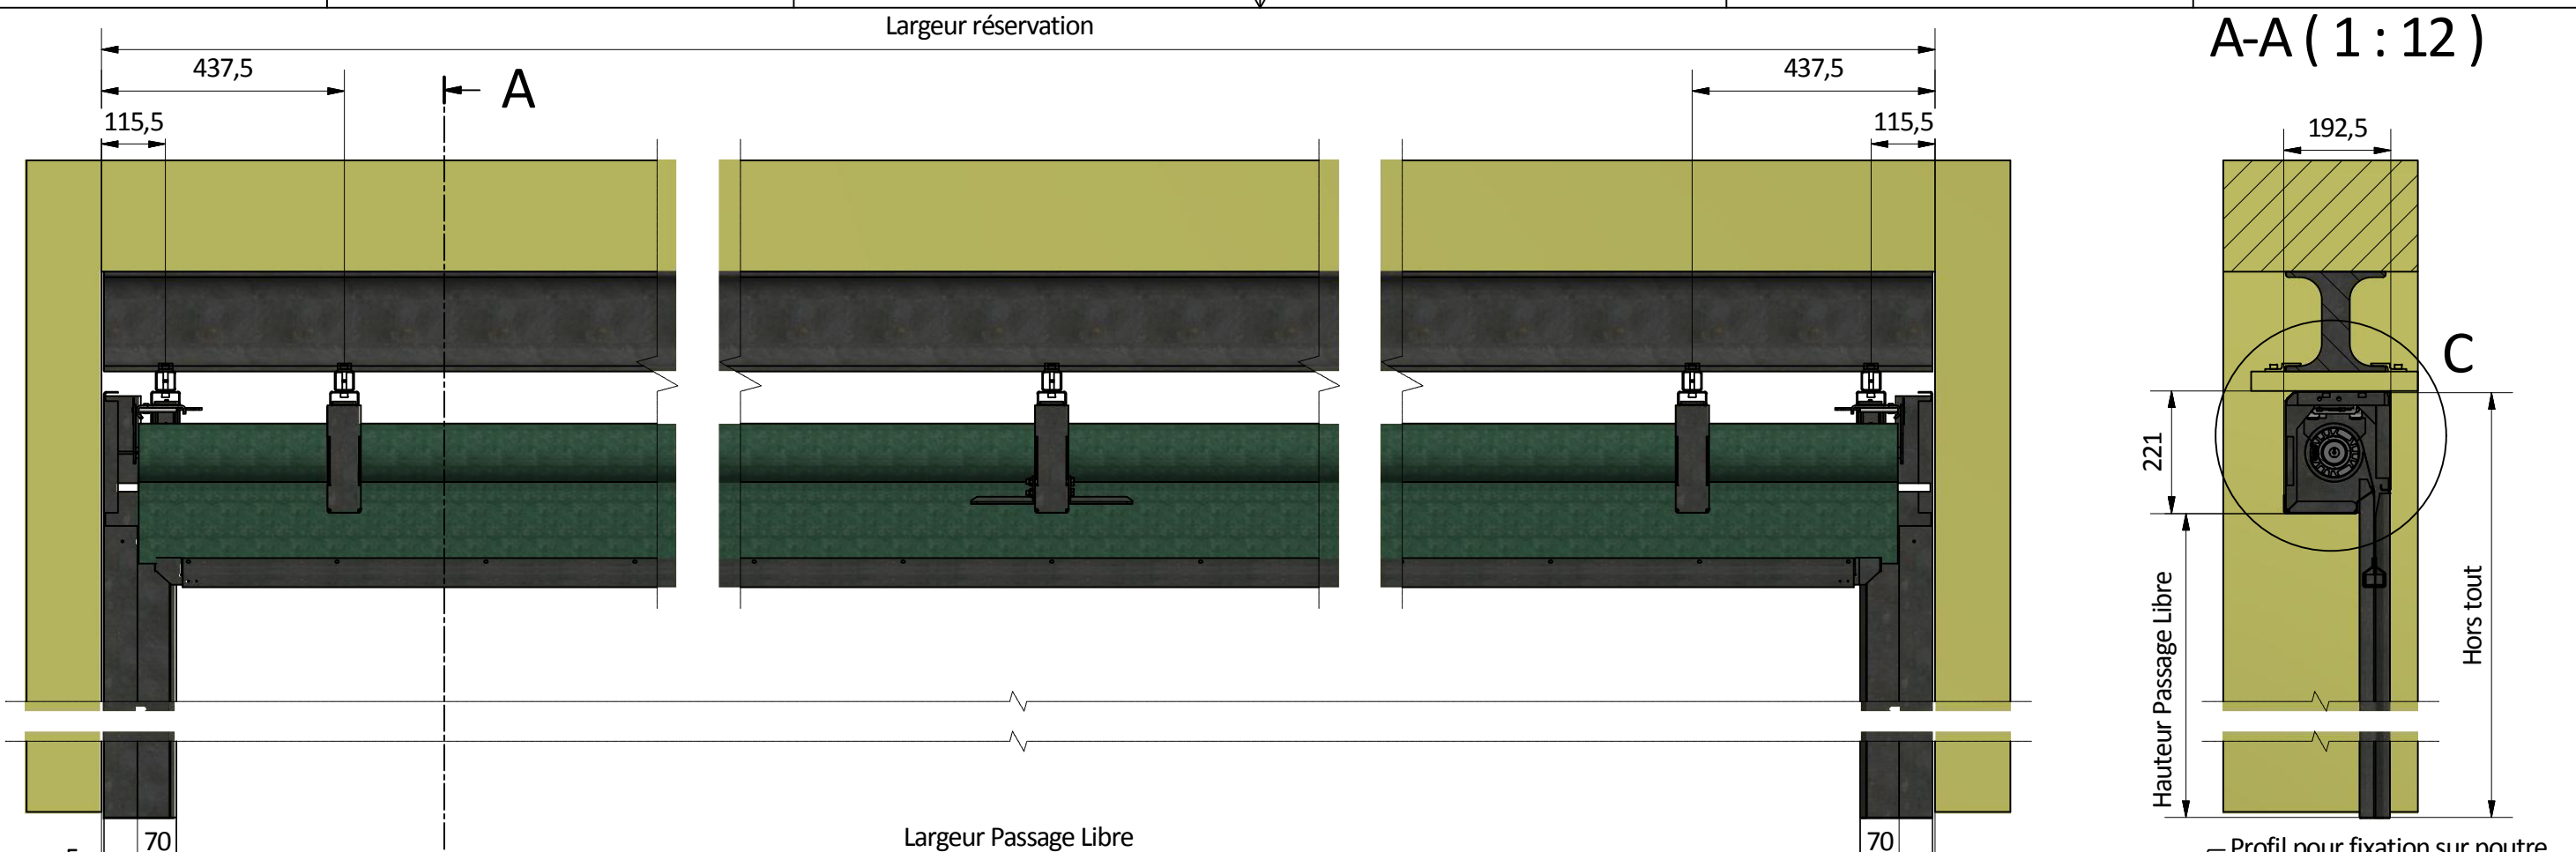 Largeur réservation
A-A ( 1 : 12 )
437,5
A
437,5
115,5
115,5
192,5
C
221
Hauteur Passage Libre
Hors tout
70
Largeur Passage Libre
70
Profil pour fixation sur poutre